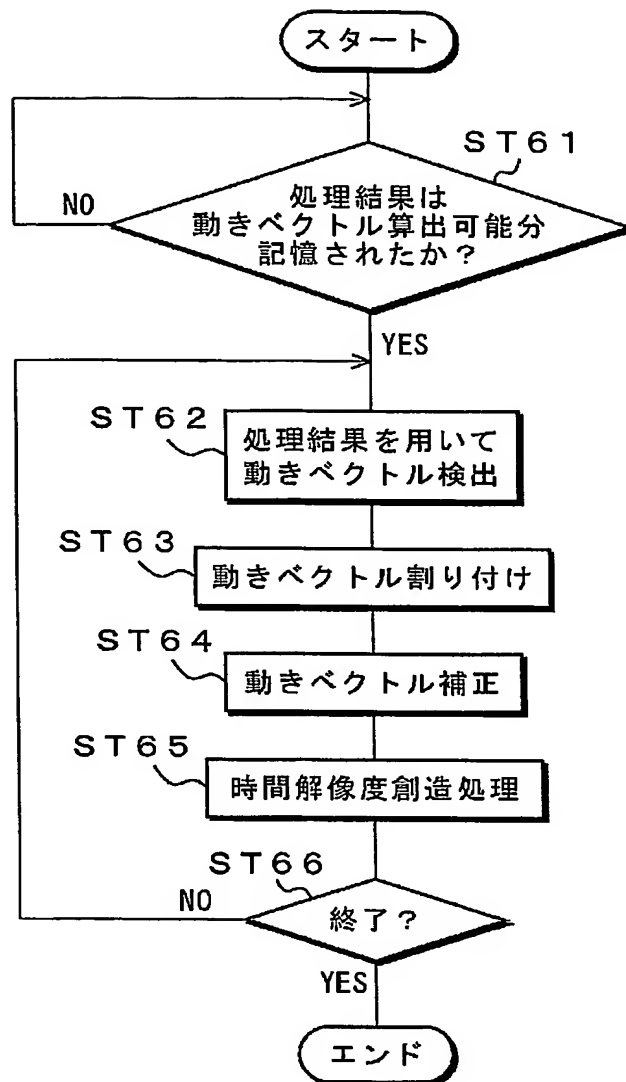 スタート
ST61
処理結果は
動きベクトル算出可能分
記憶されたか？
NO
YES
ST62
処理結果を用いて
動きベクトル検出
ST63
動きベクトル割り付け
ST64
動きベクトル補正
ST65
時間解像度創造処理
ST66
NO
終了？
YES
エンド